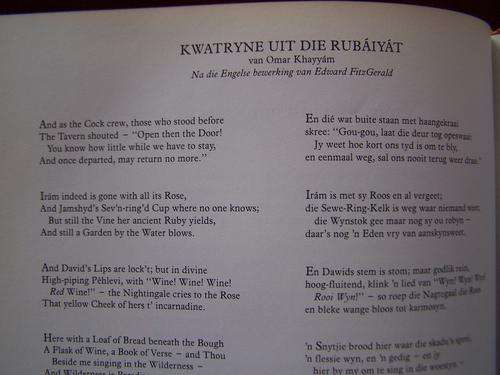 KWATRYNE UIT DIE RUBÁIYÁT
van Omar Khayyám
Na die Engelse bewerking van Edward FitzGerald
And as the Cock crew, those who stood before
The Tavern shouted – "Open then the Door!
You know how little while we have to stay,
And once departed, may return no more."
Irám indeed is gone with all its Rose,
And Jamshyd's Sev'n-ring'd Cup where no one knows;
But still the Vine her ancient Ruby yields,
And still a Garden by the Water blows.
And David's Lips are lock't; but in divine
High-piping Péhlevi, with "Wine! Wine! Wine!
Red Wine!" – the Nightingale cries to the Rose
That yellow Cheek of hers t' incarnadine.
Here with a Loaf of Bread beneath the Bough
A Flask of Wine, a Book of Verse – and Thou
Beside me singing in the Wilderness –
And Wilderness is
En dié wat buite staan met haangekraai
skree: "Gou-gou, laat die deur tog opswaai:
Jy weet hoe kort ons tyd is om te bly,
en eenmaal weg, sal ons nooit terug weer draai."
Irám is met sy Roos en al vergeet;
die Sewe-Ring-Kelk is weg waar niemand weet;
die Wynstok gee maar nog sy ou robyn –
daar's nog 'n Eden vry van aanskynsweet.
En Dawids stem is stom; maar godlik rein,
hoog-fluitend, klink 'n lied van "Wyn! Wyn! Wyn!
Rooi Wyn!" – so roep die Nagtegaal die Roos
en bleke wange bloos tot karmosyn.
'n Snytjie brood hier waar die skadu's speel,
'n flessie wyn, en 'n gedig – en jy
hier by my om te sing in die woestyn –